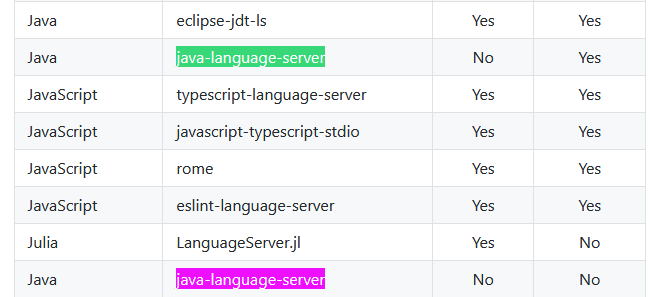 Java eclipse-jdt-ls Yes Yes
Java java-language-server No Yes
JavaScript typescript-language-server Yes Yes
JavaScript javascript-typescript-stdio Yes Yes
JavaScript rome Yes Yes
JavaScript eslint-language-server Yes Yes
Julia LanguageServer.jl Yes No
Java java-language-server No No